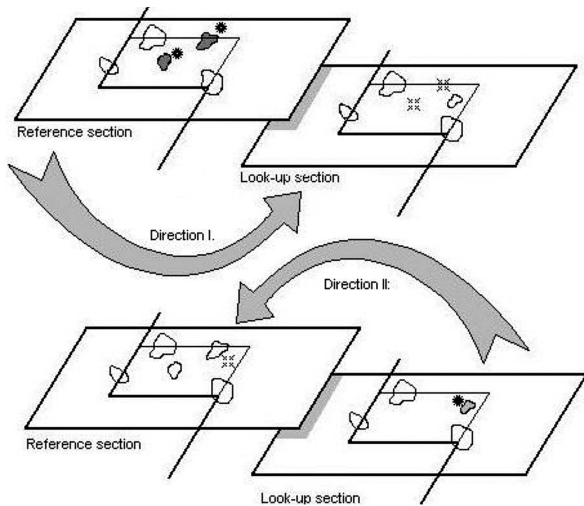 Reference section
Look-up section
Direction I.
Direction II:
Reference section
Look-up section